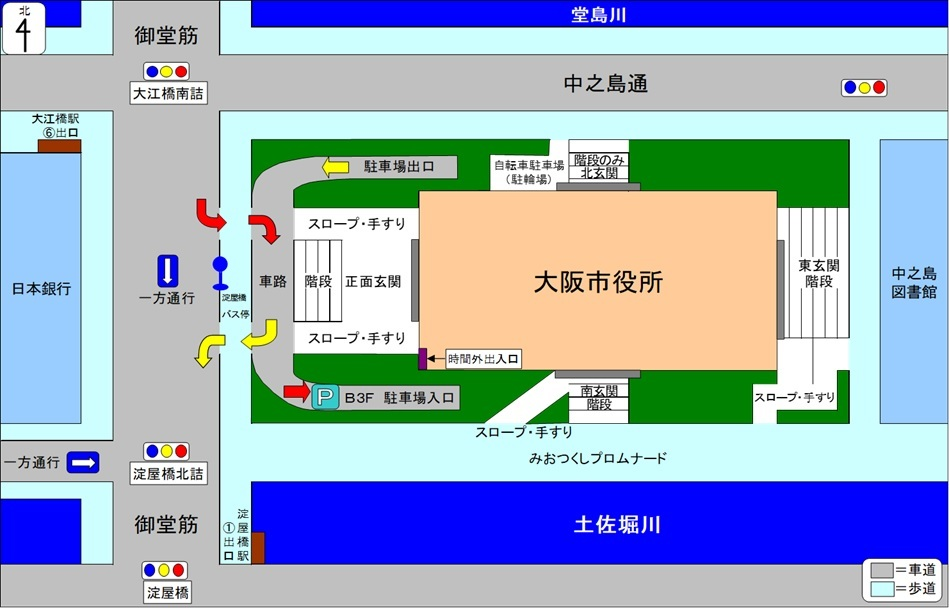 北
堂島川
御堂筋
大江橋南詰
中之島通
大江橋駅
⑥出口
階段のみ
北玄関
自転車駐車場
(駐輪場)
駐車場出口
スロープ・手すり
日本銀行
一方通行
淀屋橋
バス停
車路
階段
正面玄関
大阪市役所
東玄関
階段
中之島
図書館
スロープ・手すり
時間外出入口
P
B3F 駐車場入口
南玄関
階段
スロープ・手すり
スロープ・手すり
みおつくしプロムナード
一方通行
淀屋橋北詰
御堂筋
淀屋橋駅
①出口
土佐堀川
淀屋橋
=車道
=歩道